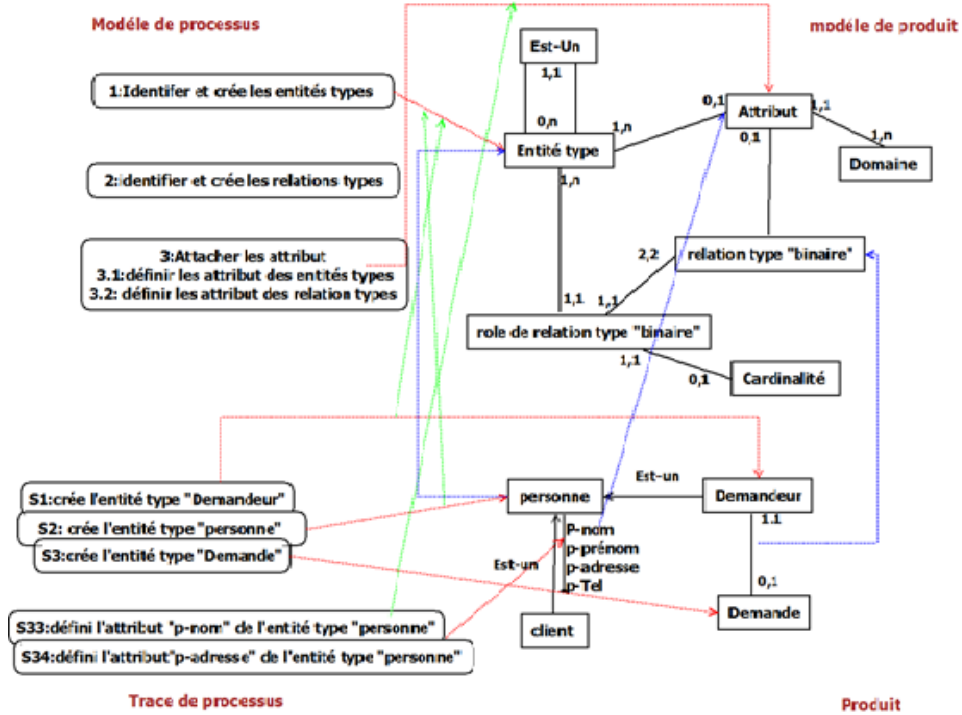 Modéle de processus
modéle de produit
Est-Un
1,1
0,n
1:Identifer et crée les entités types
0,1
Attribut
1,1
0,1
1,n
Entité type
1,n
1,n
Domaine
2:identifier et crée les relations types
3:Attacher les attribut
3.1:définir les attribut des entités types
3.2: définir les attribut des relation types
2,2
relation type "binaire"
1,1
1,1
role de relation type "binaire"
1,1
0,1
Cardinalité
S1:crée l'entité type "Demandeur"
S2: crée l'entité type "personne"
S3:crée l'entité type "Demande"
personne
Est-un
Demandeur
1.1
P-nom
p-prénom
p-adresse
p-Tel
Est-un
0,1
Demande
client
S33:défini l'attribut "p-nom" de l'entité type "personne"
S34:défini l'attribut"p-adresse" de l'entité type "personne"
Trace de processus
Produit